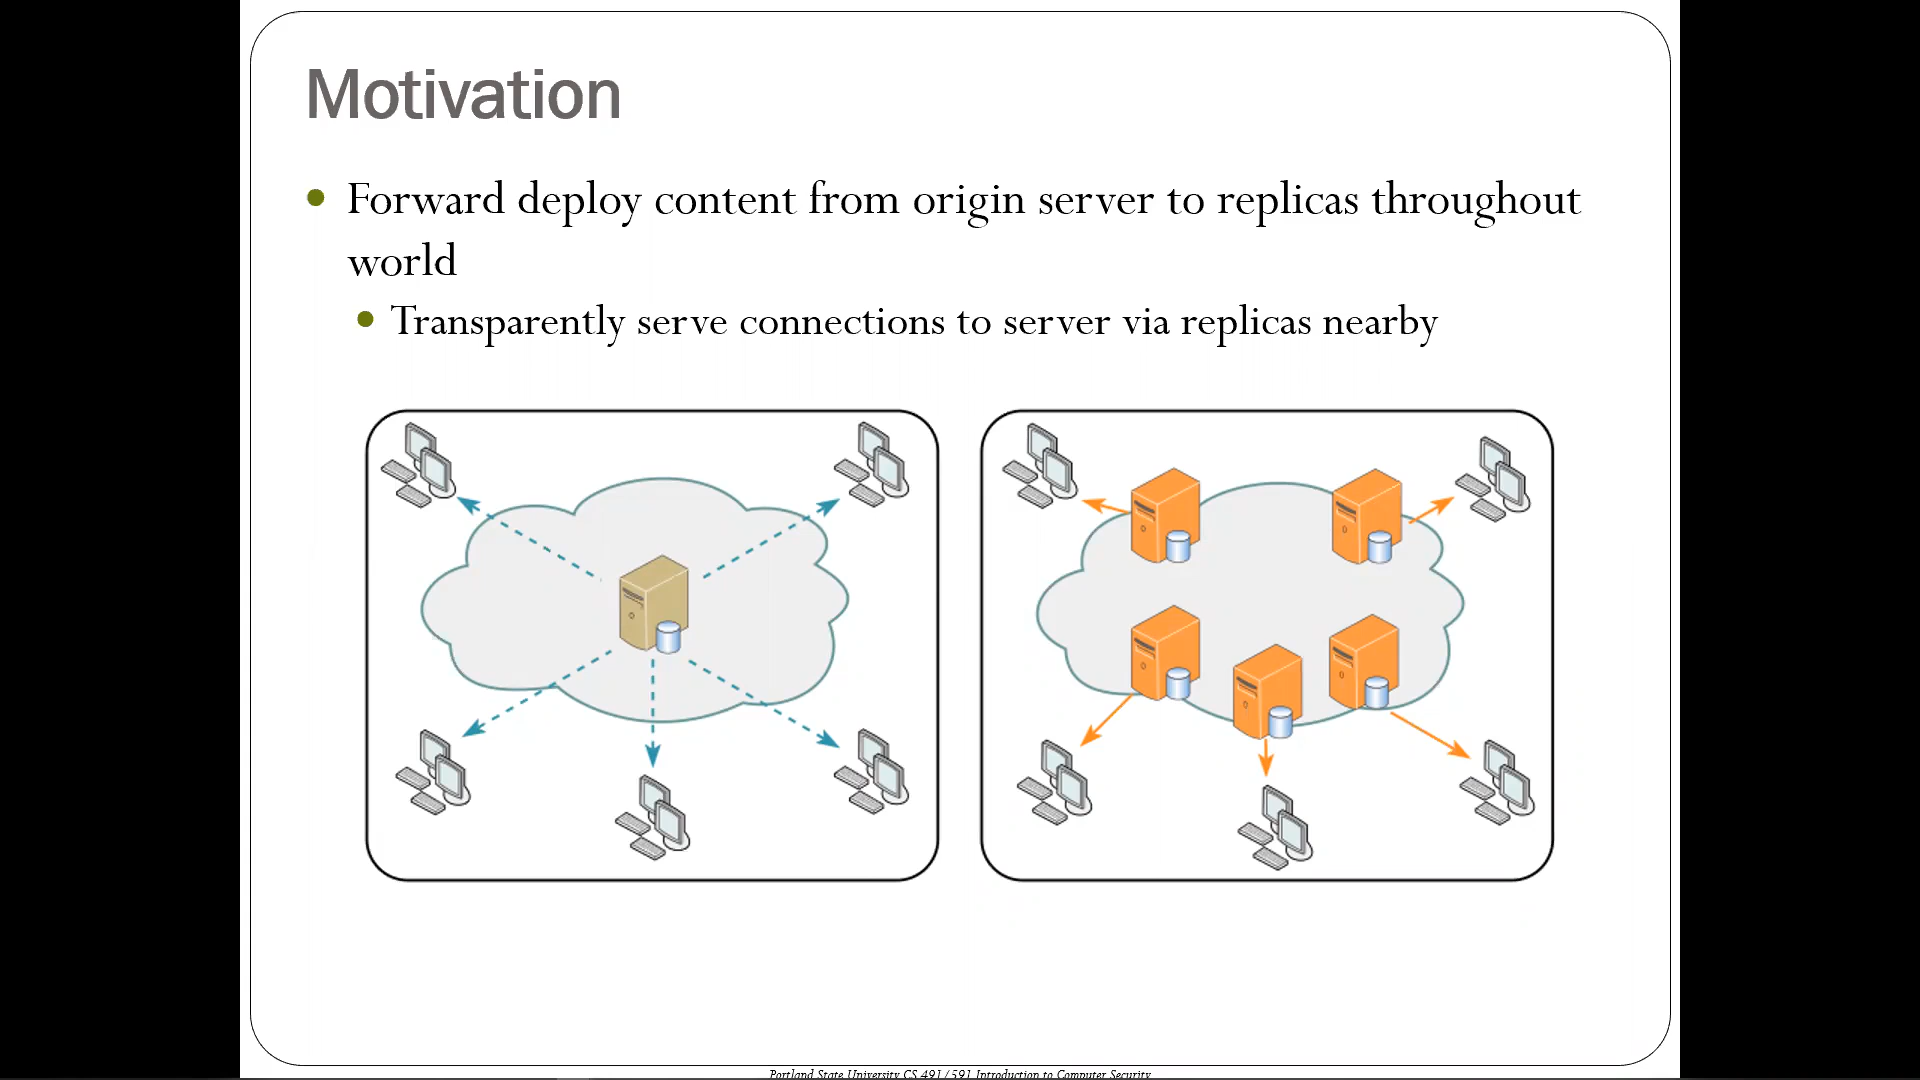 Motivation
Forward deploy content from origin server to replicas throughout
world
Transparently serve connections to server via replicas nearby
Portland State University CS 491/591 Introduction to Computer Security